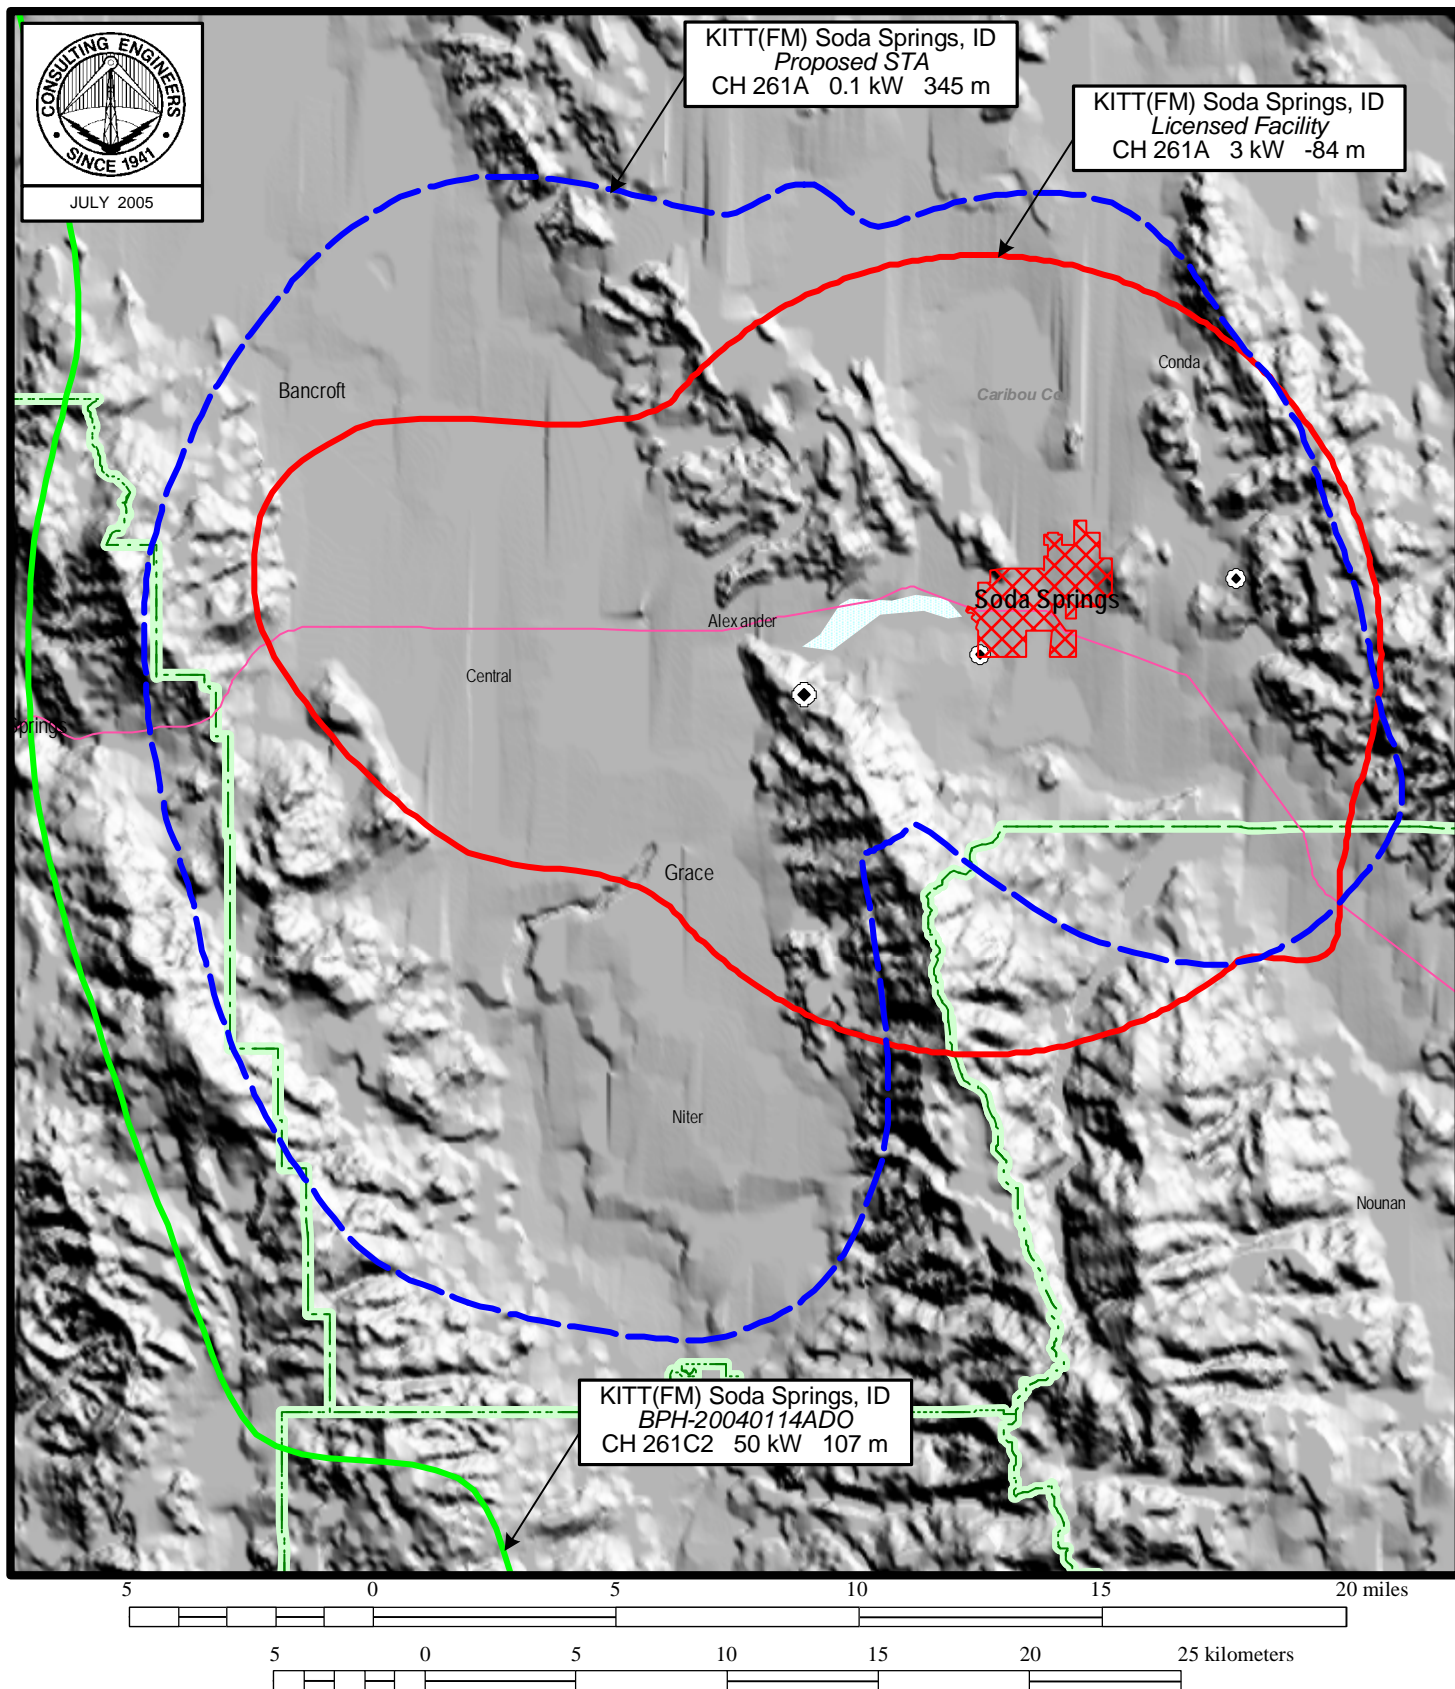 CONSULTING ENGINEERS
SINCE 1941
JULY 2005
KITT(FM) Soda Springs, ID
Proposed STA
CH 261A 0.1 kW 345 m
KITT(FM) Soda Springs, ID
Licensed Facility
CH 261A 3 kW -84 m
Bancroft
Conda
Caribou Co.
Soda Springs
Alexander
Central
Springs
Grace
Niter
Nounan
KITT(FM) Soda Springs, ID
BPH-20040114ADO
CH 261C2 50 kW 107 m
5 0 5 10 15 20 miles
5 0 5 10 15 20 25 kilometers